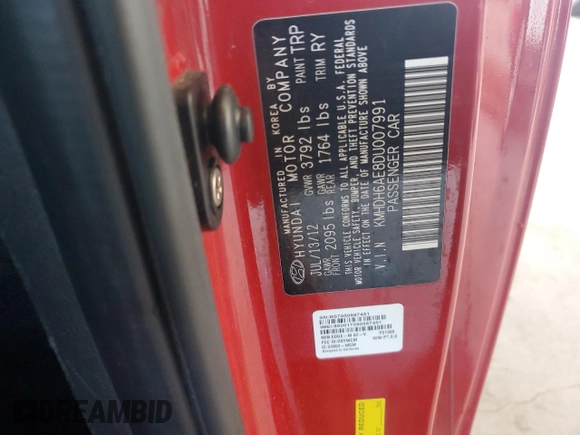 MANUFACTURED IN KOREA BY
HYUNDAI MOTOR COMPANY
JUL/13/12 GVWR 3792 lbs PAINT TRP
GAWR FRONT 2095 lbs GAWR REAR 1764 lbs TRIM RY
THIS VEHICLE CONFORMS TO ALL APPLICABLE U.S.A. FEDERAL
MOTOR VEHICLE SAFETY, BUMPER, AND THEFT PREVENTION STANDARDS
IN EFFECT ON THE DATE OF MANUFACTURE SHOWN ABOVE
V.I.N KMHDH6AE8DU007991
PASSENGER CAR
Y REDUCED
DREAMBID